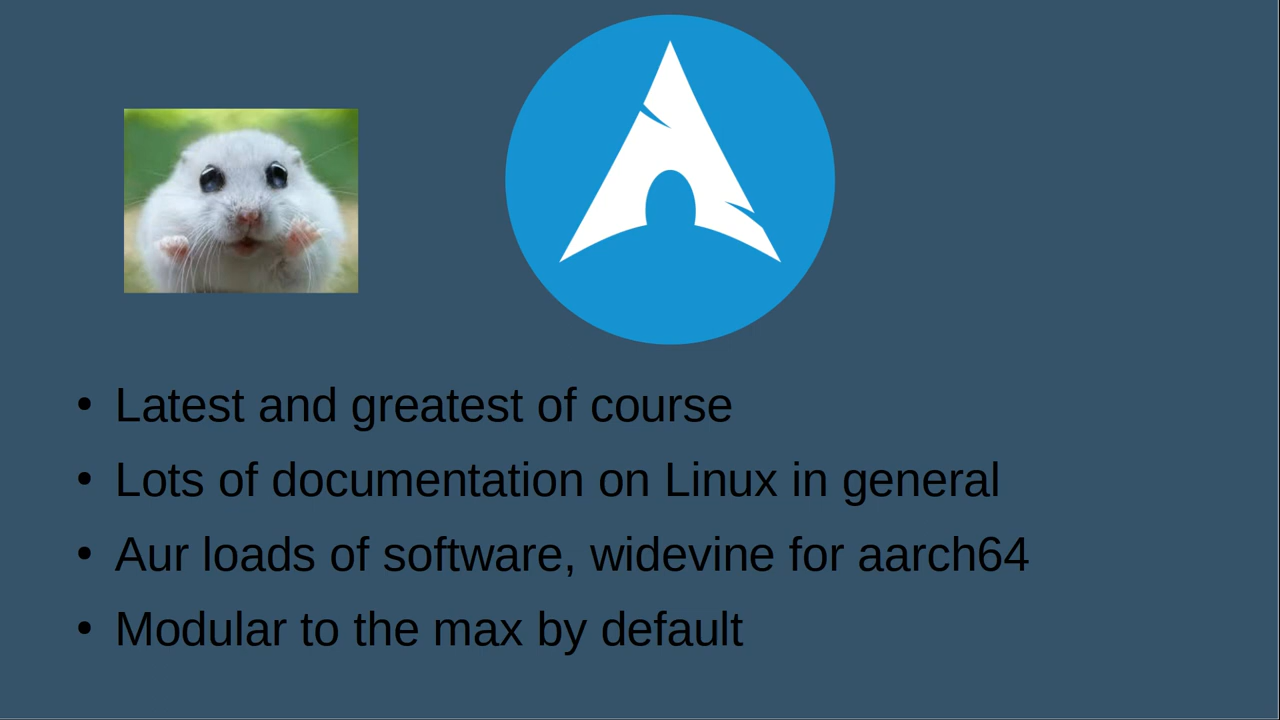 • Latest and greatest of course
• Lots of documentation on Linux in general
• Aur loads of software, widevine for aarch64
• Modular to the max by default